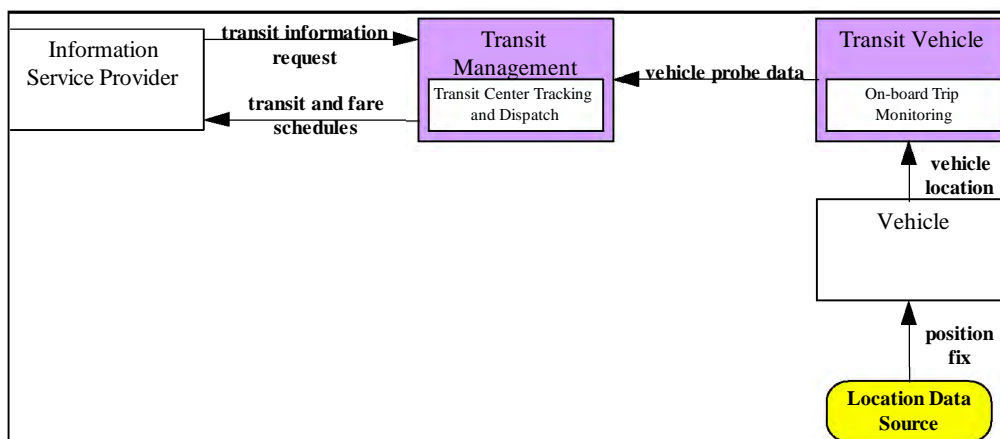 Information
Service Provider
transit information
request
transit and fare
schedules
Transit
Management
Transit Center Tracking
and Dispatch
vehicle probe data
Transit Vehicle
On-board Trip
Monitoring
vehicle
location
Vehicle
position
fix
Location Data
Source